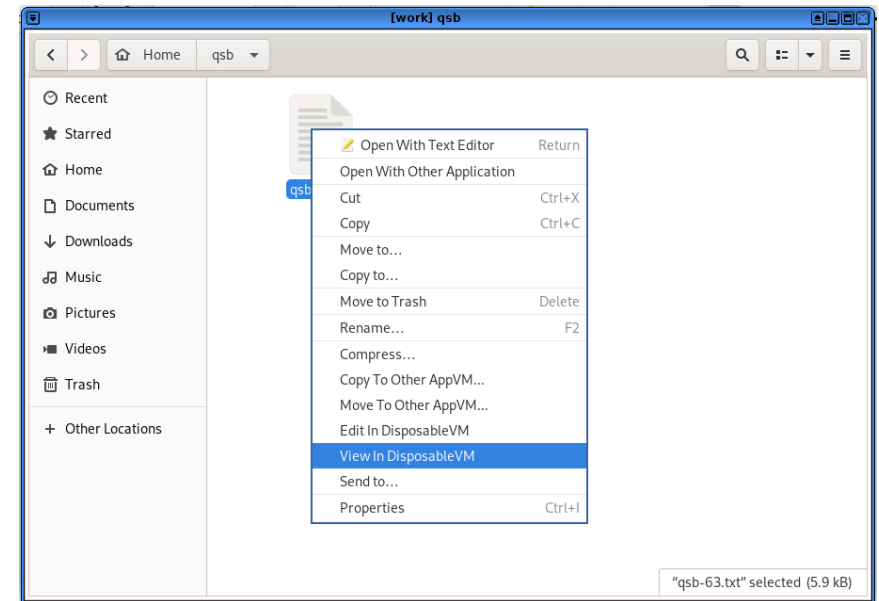 [work] qsb
Home qsb
Recent
Starred
Home
Documents
Downloads
Music
Pictures
Videos
Trash
+ Other Locations
qsb
Open With Text Editor Return
Open With Other Application
Cut Ctrl+X
Copy Ctrl+C
Move to...
Copy to...
Move to Trash Delete
Rename... F2
Compress...
Copy To Other AppVM...
Move To Other AppVM...
Edit In DisposableVM
View In DisposableVM
Send to...
Properties Ctrl+I
"qsb-63.txt" selected (5.9 kB)